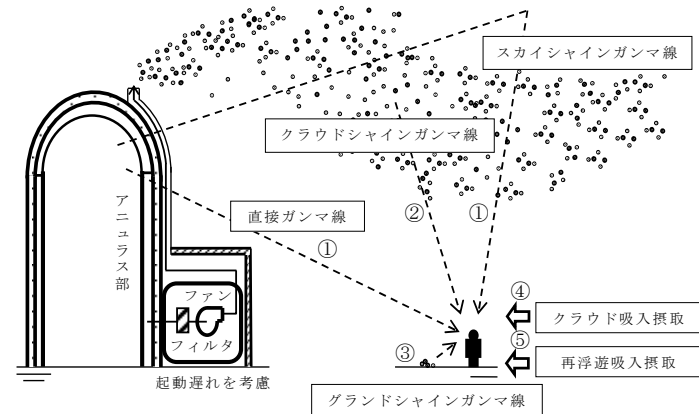 スカイシャインガンマ線
クラウドシャインガンマ線
直接ガンマ線
①
②
①
アニュラス部
ファン
フィルタ
起動遅れを考慮
④
クラウド吸入摂取
⑤
再浮遊吸入摂取
③
グランドシャインガンマ線